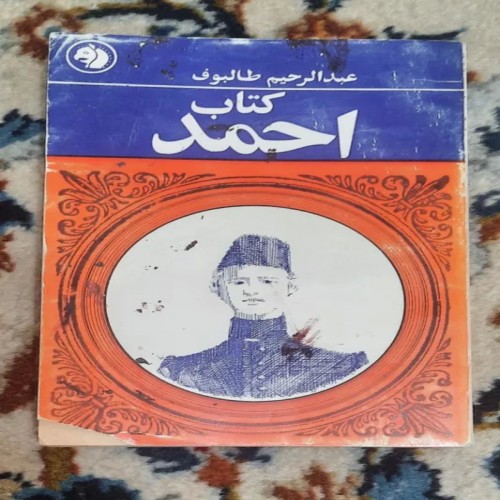 عبدالرحیم طالبوف
کتاب
احمد